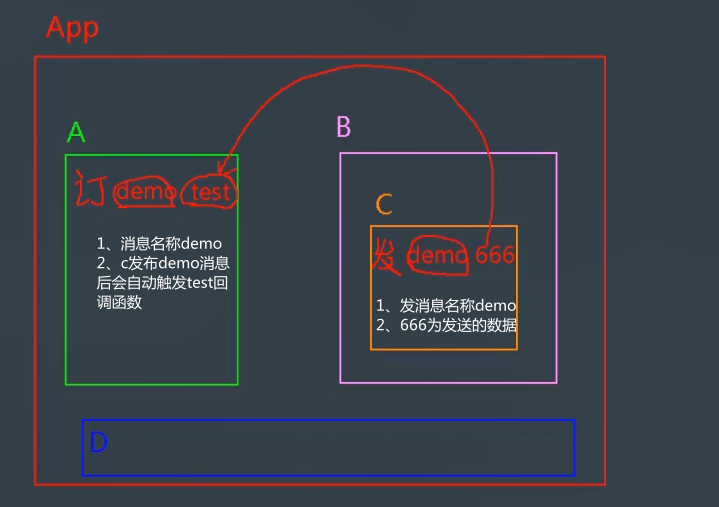 App
A
订 demo test
1、消息名称demo
2、c发布demo消息
后会自动触发test回
调函数
B
C
发 demo 666
1、发消息名称demo
2、666为发送的数据
D